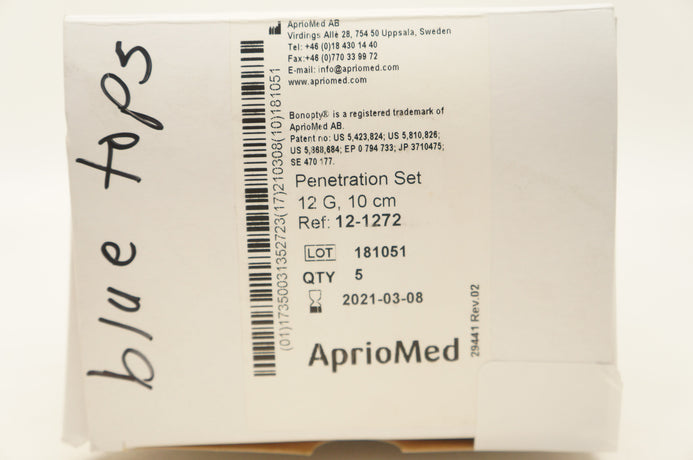 blue tops
AprioMed AB
Virdings Allé 28, 754 50 Uppsala, Sweden
Tel: +46 (0)18 430 14 40
Fax:+46 (0)770 33 99 72
E-mail: info@apriomed.com
www.apriomed.com
Bonopty® is a registered trademark of
AprioMed AB.
Patent no: US 5,423,824; US 5,810,826;
US 5,868,684; EP 0 794 733; JP 3710475;
SE 470 177.
Penetration Set
12 G, 10 cm
Ref: 12-1272
LOT 181051
QTY 5
2021-03-08
AprioMed
(01)17350031352723(17)210308(10)181051
29441 Rev.02